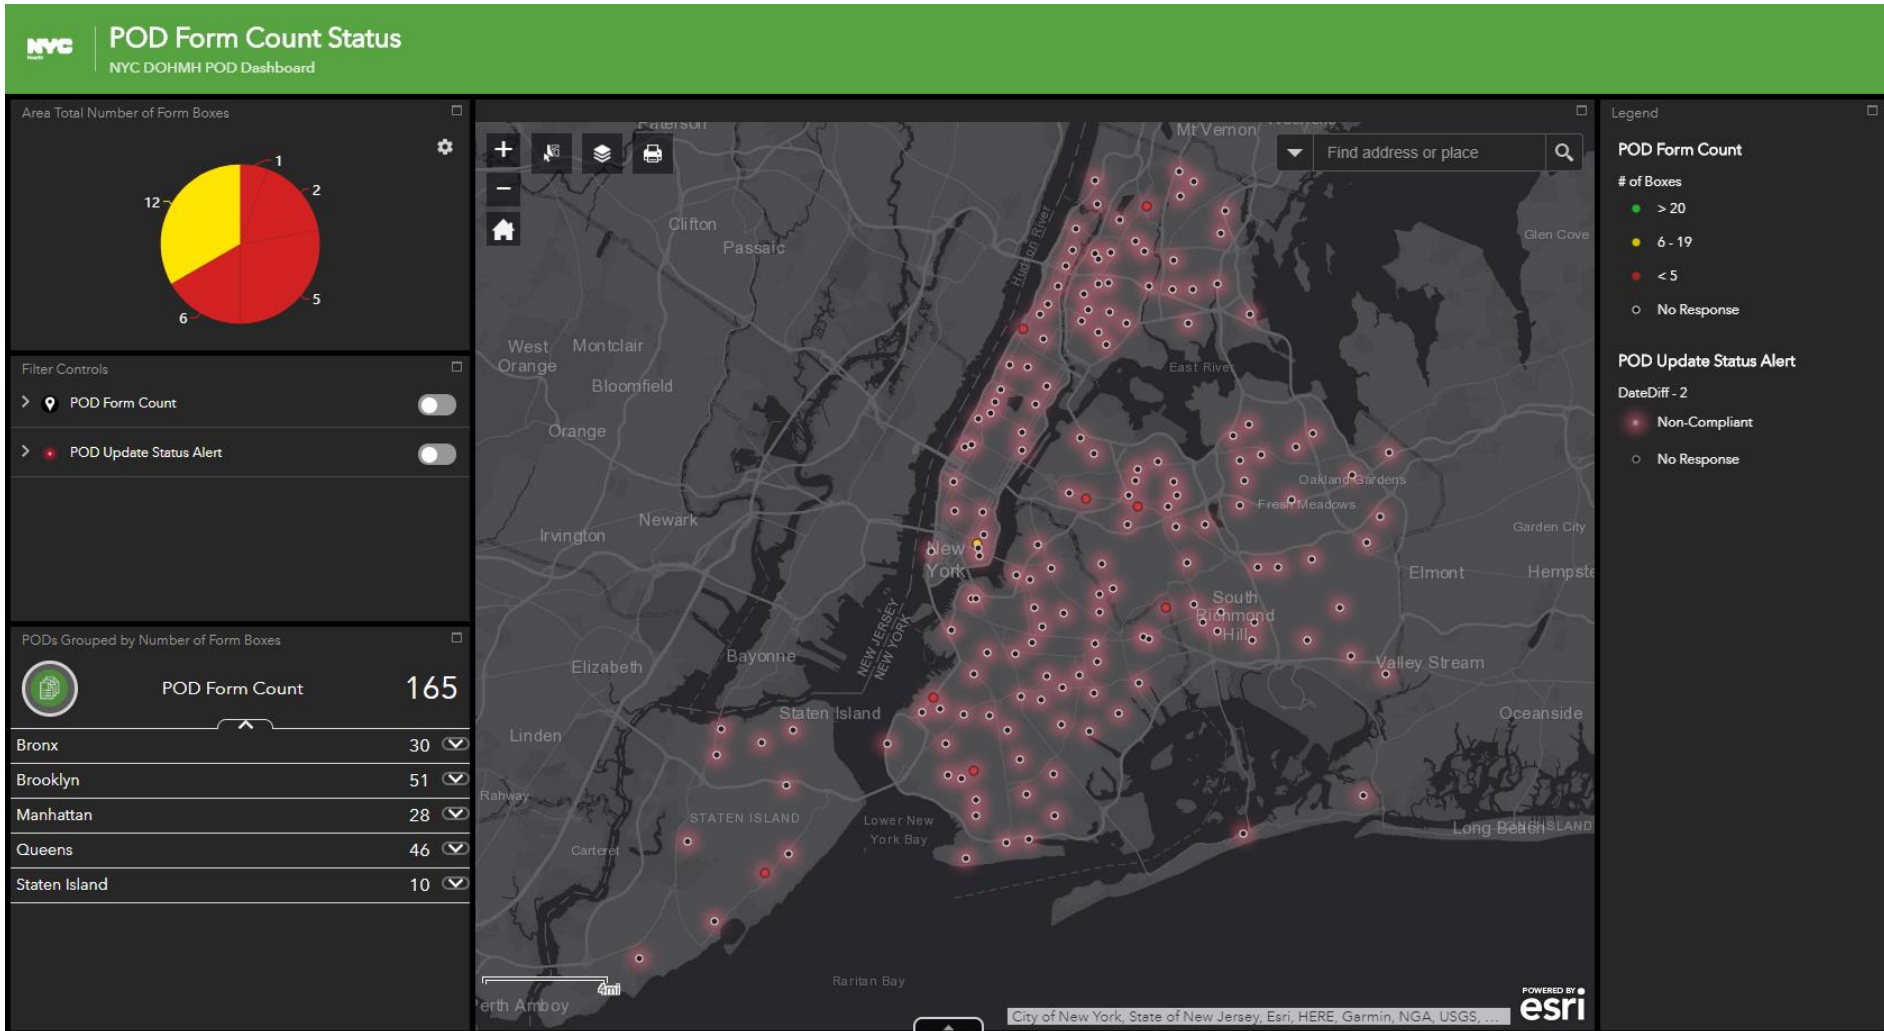 NYC
Health
POD Form Count Status
NYC DOHMH POD Dashboard
Area Total Number of Form Boxes
1
2
12
5
6
Filter Controls
POD Form Count
POD Update Status Alert
PODs Grouped by Number of Form Boxes
POD Form Count 165
Bronx 30
Brooklyn 51
Manhattan 28
Queens 46
Staten Island 10
Find address or place
Paterson
Mt Vernon
Clifton
Passaic
Hudson River
Glen Cove
West Orange
Montclair
Bloomfield
East River
Orange
Oakland Gardens
Fresh Meadows
Newark
Irvington
Garden City
New York
Elmont
Hempste
South Richmond Hill
NEW JERSEY
NEW YORK
Bayonne
Elizabeth
Valley Stream
Staten Island
Oceanside
Linden
Rahway
STATEN ISLAND
Lower New York Bay
Long Beach
ISLAND
Carteret
Raritan Bay
4mi
erth Amboy
City of New York, State of New Jersey, Esri, HERE, Garmin, NGA, USGS, ...
POWERED BY
esri
Legend
POD Form Count
# of Boxes
> 20
6 - 19
< 5
No Response
POD Update Status Alert
DateDiff - 2
Non-Compliant
No Response